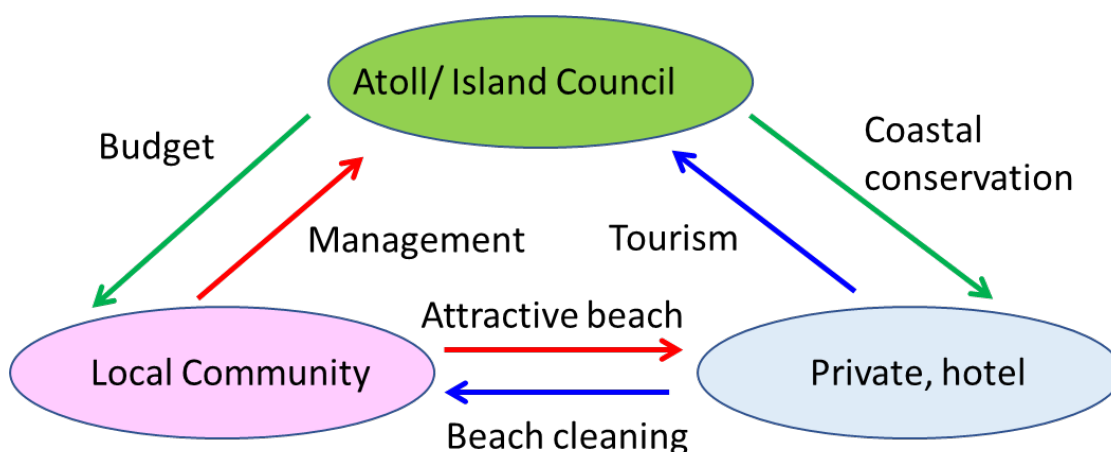 Atoll/ Island Council
Budget
Coastal
conservation
Management
Tourism
Attractive beach
Local Community
Private, hotel
Beach cleaning